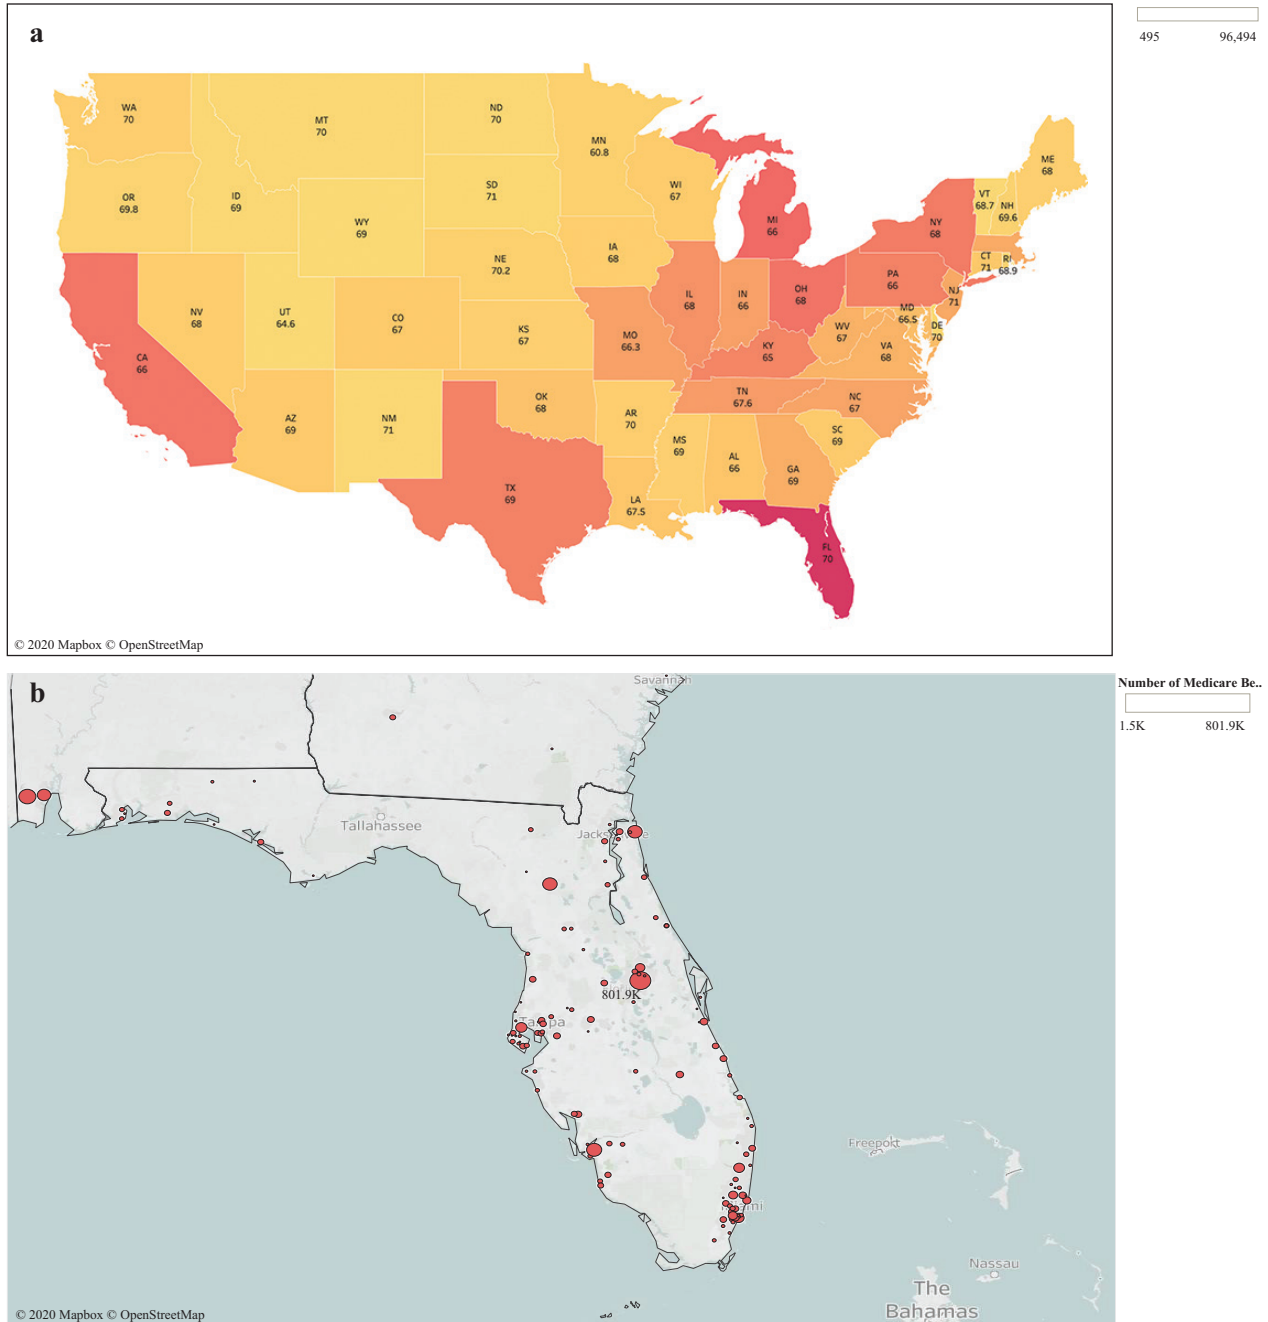 a
495 96,494
WA
70
MT
70
ND
70
MN
60.8
ME
68
OR
69.8
ID
69
SD
71
WI
67
VT
68.7
NH
69.6
WY
69
MI
66
NY
68
NE
70.2
IA
68
CT
71
RI
68.9
PA
66
NJ
71
NV
68
UT
64.6
CO
67
KS
67
IL
68
IN
66
OH
68
MD
66.5
DE
70
WV
67
VA
68
CA
66
MO
66.3
KY
65
AZ
69
NM
71
OK
68
AR
70
TN
67.6
NC
67
MS
69
AL
66
GA
69
SC
69
TX
69
LA
67.5
FL
70
© 2020 Mapbox © OpenStreetMap
b
Savannah
Number of Medicare Be..
1.5K 801.9K
Tallahassee
801.9K
Tampa
Freeport
Miami
Nassau
The
Bahamas
© 2020 Mapbox © OpenStreetMap